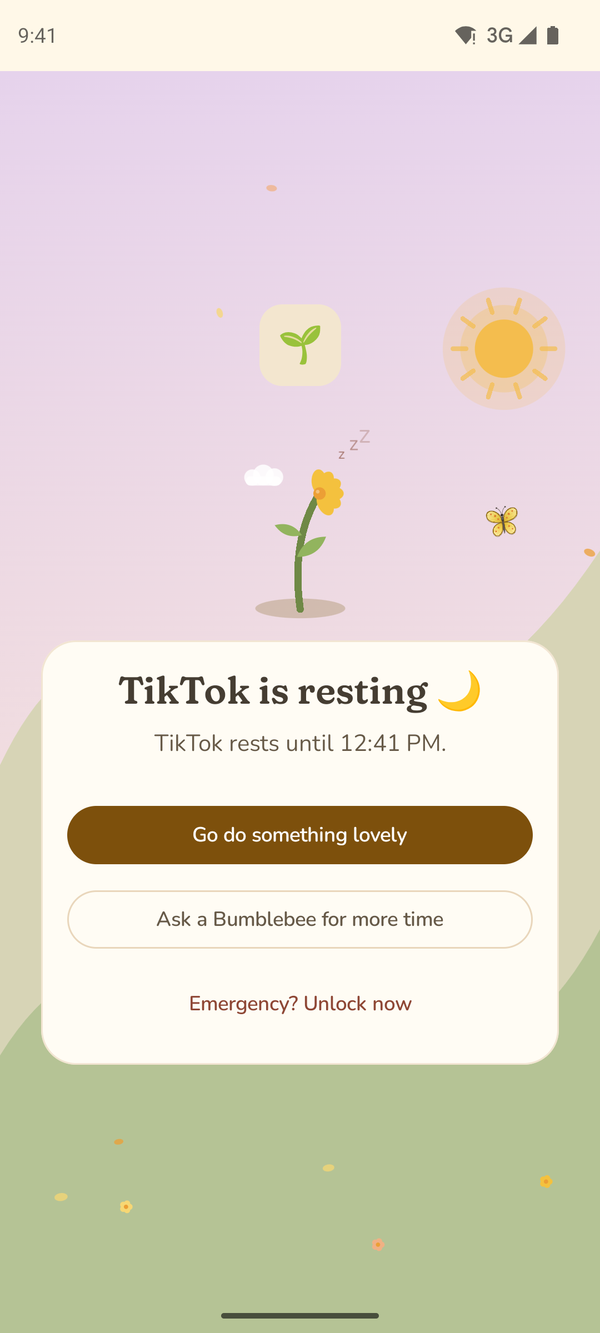 9:41
3G
z
z
Z
TikTok is resting 🌙
TikTok rests until 12:41 PM.
Go do something lovely
Ask a Bumblebee for more time
Emergency? Unlock now